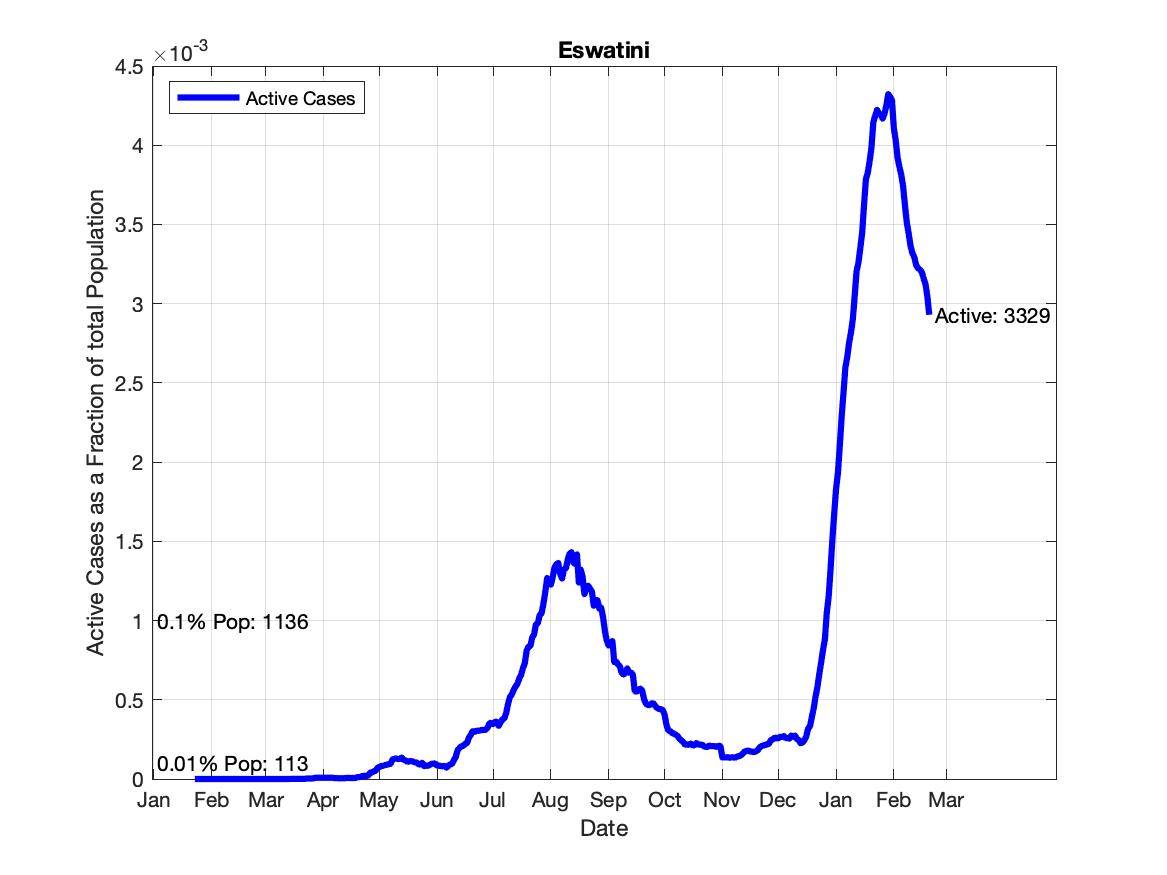 Eswatini
×10-3
4.5
4
3.5
3
2.5
2
1.5
1
0.5
0
Active Cases
Active Cases as a Fraction of total Population
Active: 3329
0.1% Pop: 1136
0.01% Pop: 113
Jan Feb Mar Apr May Jun Jul Aug Sep Oct Nov Dec Jan Feb Mar
Date